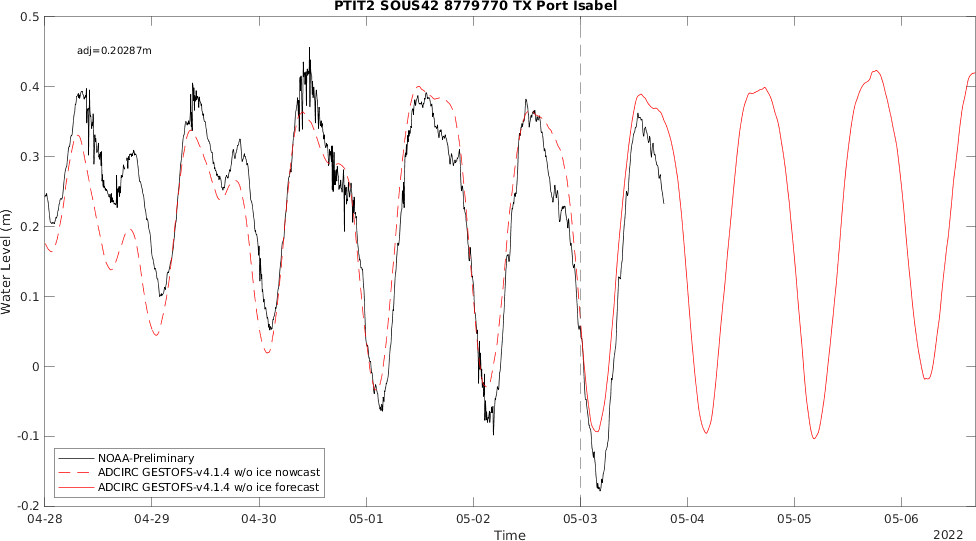 PTIT2 SOUS42 8779770 TX Port Isabel
0.5
adj=0.20287m
0.4
0.3
0.2
0.1
0
-0.1
-0.2
Water Level (m)
NOAA-Preliminary
ADCIRC GESTOFS-v4.1.4 w/o ice nowcast
ADCIRC GESTOFS-v4.1.4 w/o ice forecast
04-28 04-29 04-30 05-01 05-02 05-03 05-04 05-05 05-06
Time
2022